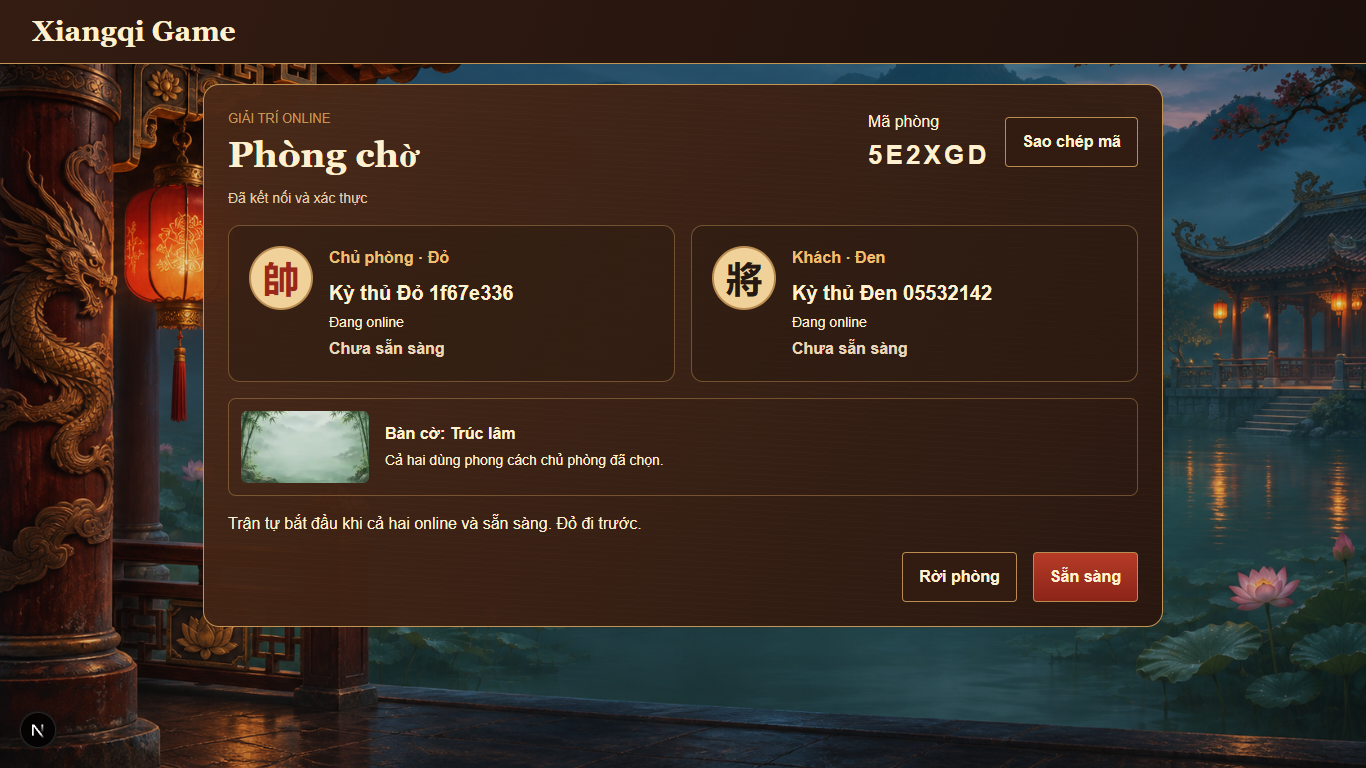 Xiangqi Game
GIẢI TRÍ ONLINE
Phòng chờ
Đã kết nối và xác thực
Mã phòng
5E2XGD
Sao chép mã
帥
Chủ phòng · Đỏ
Kỳ thủ Đỏ 1f67e336
Đang online
Chưa sẵn sàng
將
Khách · Đen
Kỳ thủ Đen 05532142
Đang online
Chưa sẵn sàng
Bàn cờ: Trúc lâm
Cả hai dùng phong cách chủ phòng đã chọn.
Trận tự bắt đầu khi cả hai online và sẵn sàng. Đỏ đi trước.
Rời phòng
Sẵn sàng
N